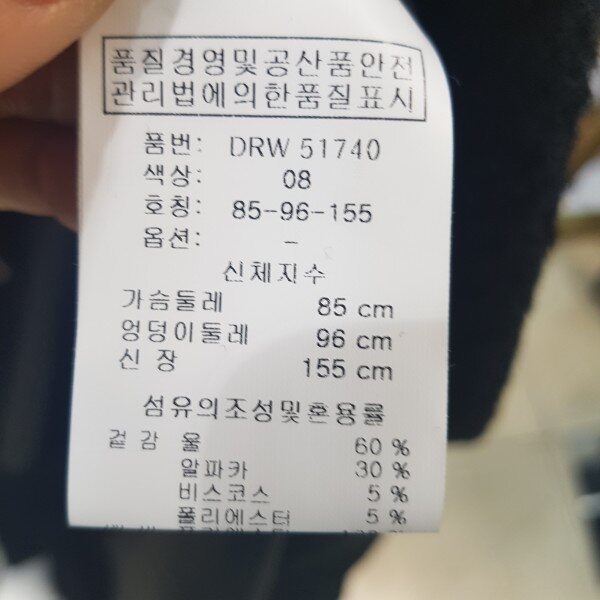 품질경영및공산품안전
관리법에의한품질표시
품번: DRW 51740
색상: 08
호칭: 85-96-155
옵션: -
신체지수
가슴둘레 85 cm
엉덩이둘레 96 cm
신 장 155 cm
섬유의조성및혼용률
겉감 울 60 %
알파카 30 %
비스코스 5 %
폴리에스터 5 %